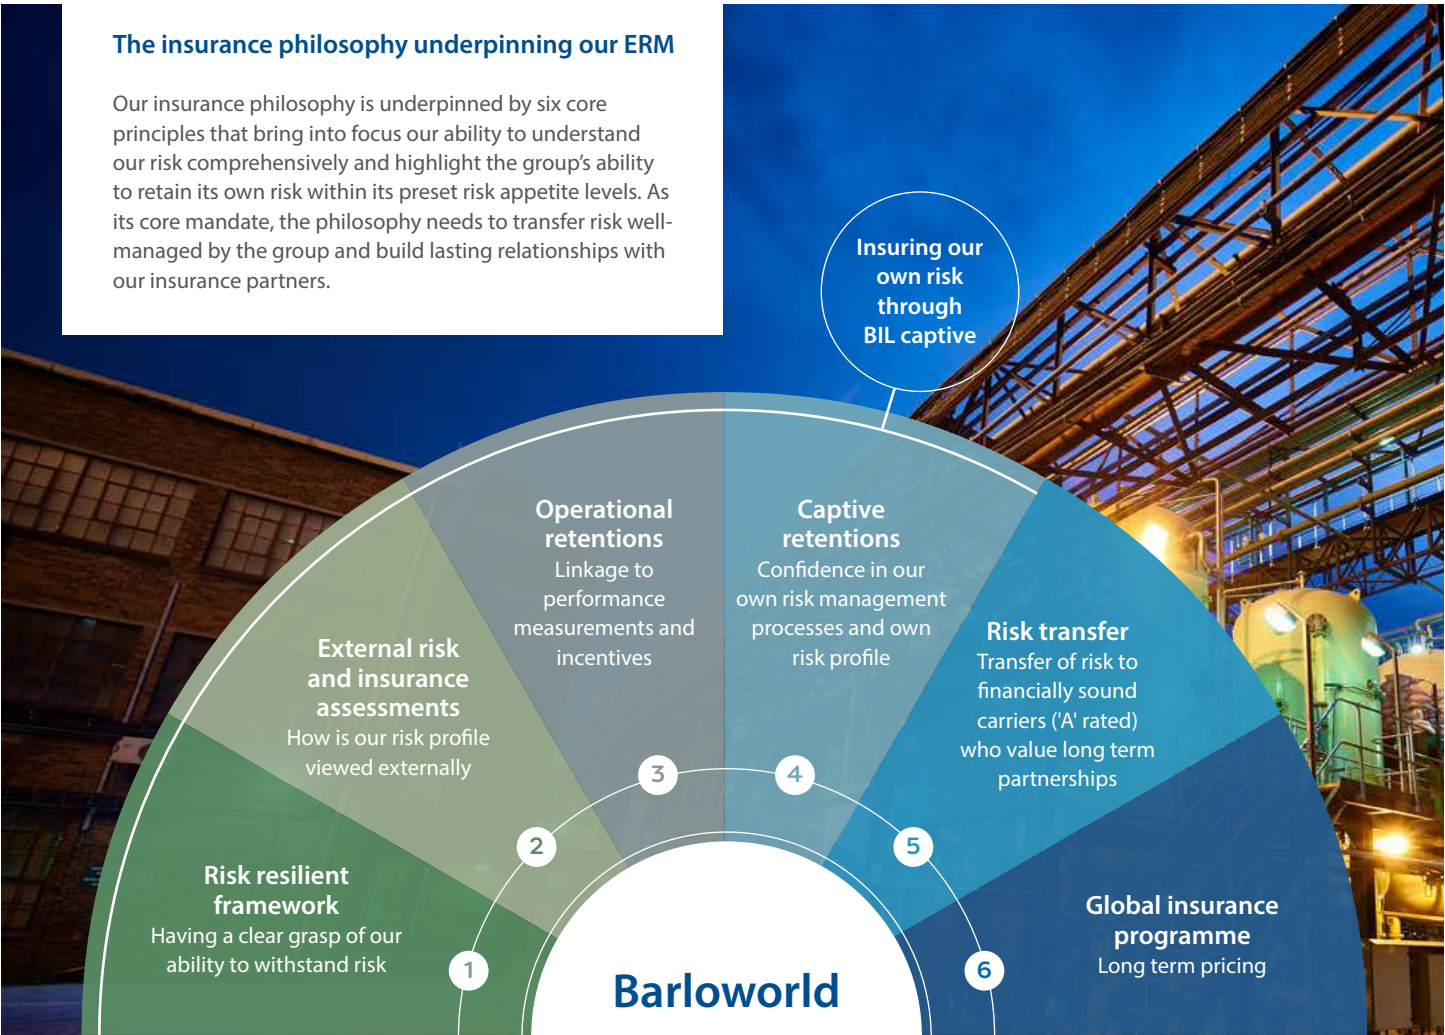 The insurance philosophy underpinning our ERM
Our insurance philosophy is underpinned by six core
principles that bring into focus our ability to understand
our risk comprehensively and highlight the group’s ability
to retain its own risk within its preset risk appetite levels. As
its core mandate, the philosophy needs to transfer risk well-
managed by the group and build lasting relationships with
our insurance partners.
Insuring our
own risk
through
BIL captive
Risk resilient
framework
Having a clear grasp of our
ability to withstand risk
1
External risk
and insurance
assessments
How is our risk profile
viewed externally
2
Operational
retentions
Linkage to
performance
measurements and
incentives
3
Captive
retentions
Confidence in our
own risk management
processes and own
risk profile
4
Risk transfer
Transfer of risk to
financially sound
carriers ('A' rated)
who value long term
partnerships
5
Global insurance
programme
Long term pricing
6
Barloworld